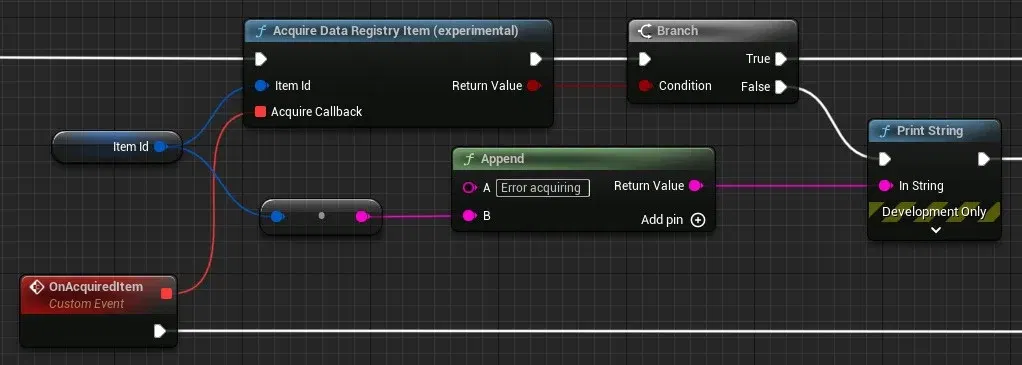 Acquire Data Registry Item (experimental)
Item Id
Return Value
Acquire Callback
Branch
True
Condition
False
Item Id
Append
A
Error acquiring
Return Value
B
Add pin
Print String
In String
Development Only
OnAcquiredItem
Custom Event